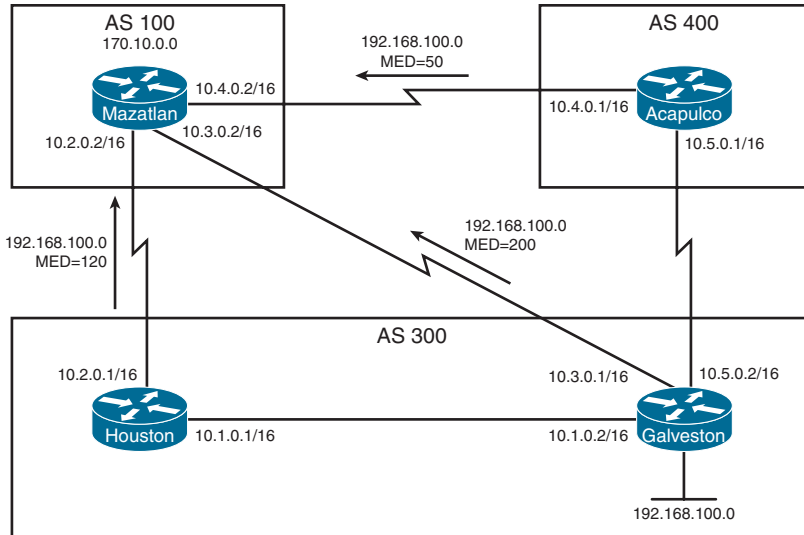 AS 100
170.10.0.0
Mazatlan
10.4.0.2/16
10.2.0.2/16
10.3.0.2/16
192.168.100.0
MED=50
AS 400
10.4.0.1/16
Acapulco
10.5.0.1/16
192.168.100.0
MED=120
192.168.100.0
MED=200
AS 300
10.2.0.1/16
Houston
10.1.0.1/16
10.3.0.1/16
10.5.0.2/16
10.1.0.2/16
Galveston
192.168.100.0